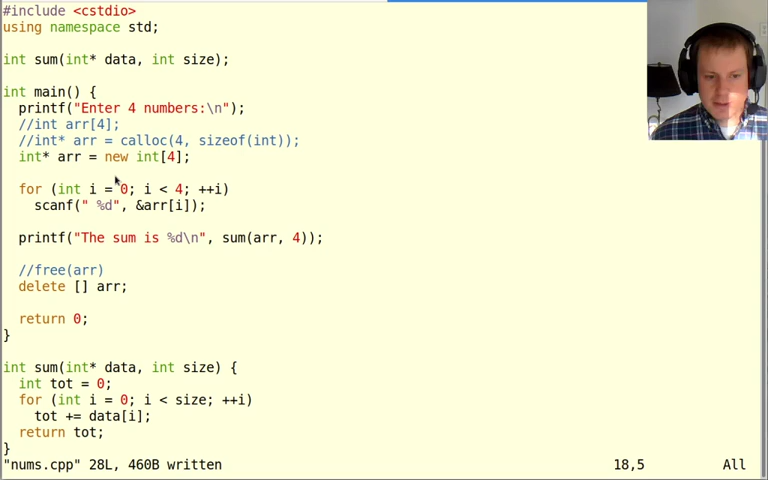 #include <cstdio>
using namespace std;

int sum(int* data, int size);

int main() {
  printf("Enter 4 numbers:\n");
  //int arr[4];
  //int* arr = calloc(4, sizeof(int));
  int* arr = new int[4];

  for (int i = 0; i < 4; ++i)
    scanf(" %d", &arr[i]);

  printf("The sum is %d\n", sum(arr, 4));

  //free(arr)
  delete [] arr;

  return 0;
}

int sum(int* data, int size) {
  int tot = 0;
  for (int i = 0; i < size; ++i)
    tot += data[i];
  return tot;
}
"nums.cpp" 28L, 460B written 18,5 All